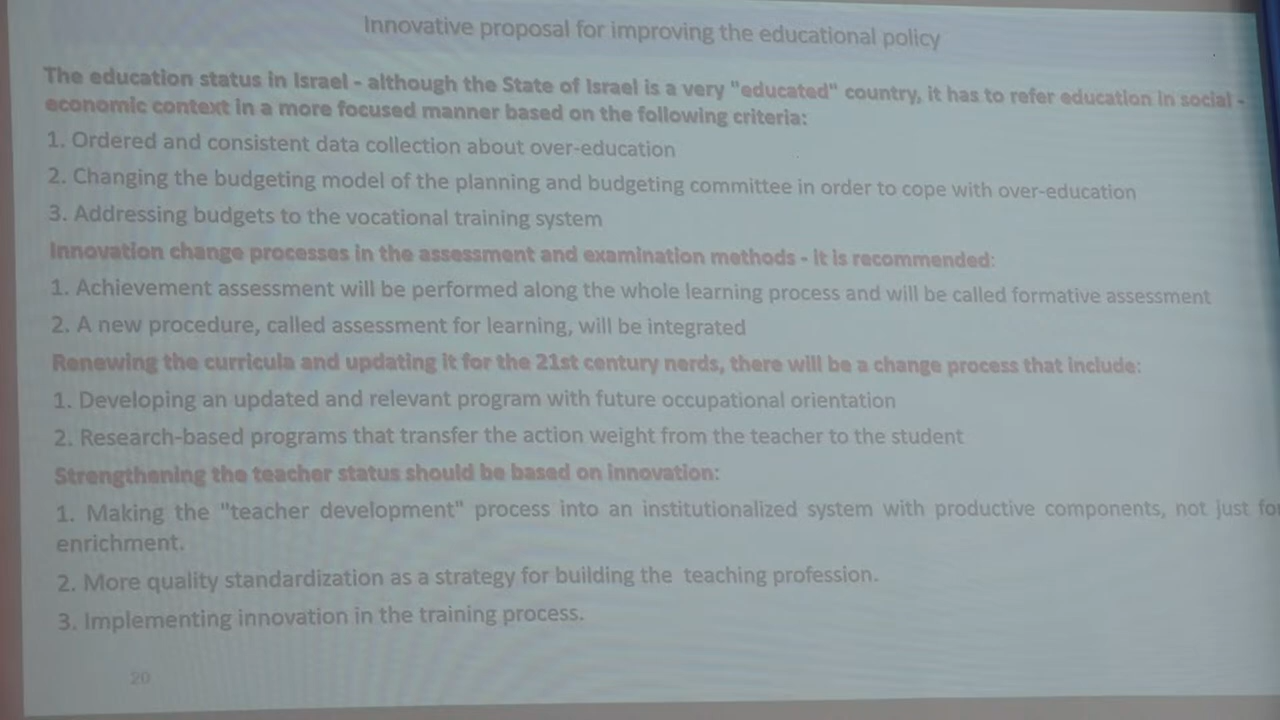 Innovative proposal for improving the educational policy
The education status in Israel - although the State of Israel is a very "educated" country, it has to refer education in social -
economic context in a more focused manner based on the following criteria:
1. Ordered and consistent data collection about over-education
2. Changing the budgeting model of the planning and budgeting committee in order to cope with over-education
3. Addressing budgets to the vocational training system
Innovation change processes in the assessment and examination methods - it is recommended:
1. Achievement assessment will be performed along the whole learning process and will be called formative assessment
2. A new procedure, called assessment for learning, will be integrated
Renewing the curricula and updating it for the 21st century nerds, there will be a change process that include:
1. Developing an updated and relevant program with future occupational orientation
2. Research-based programs that transfer the action weight from the teacher to the student
Strengthening the teacher status should be based on innovation:
1. Making the "teacher development" process into an institutionalized system with productive components, not just for
enrichment.
2. More quality standardization as a strategy for building the teaching profession.
3. Implementing innovation in the training process.
20